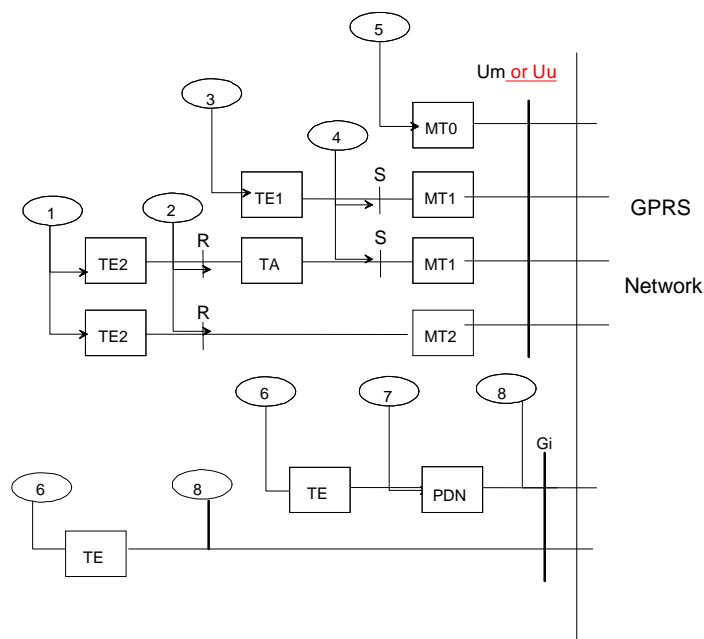 5
Um or Uu
3
4
MT0
S
TE1
MT1
GPRS
1
2
R
S
TE2
TA
MT1
Network
R
TE2
MT2
6
7
8
Gi
6
8
TE
PDN
TE